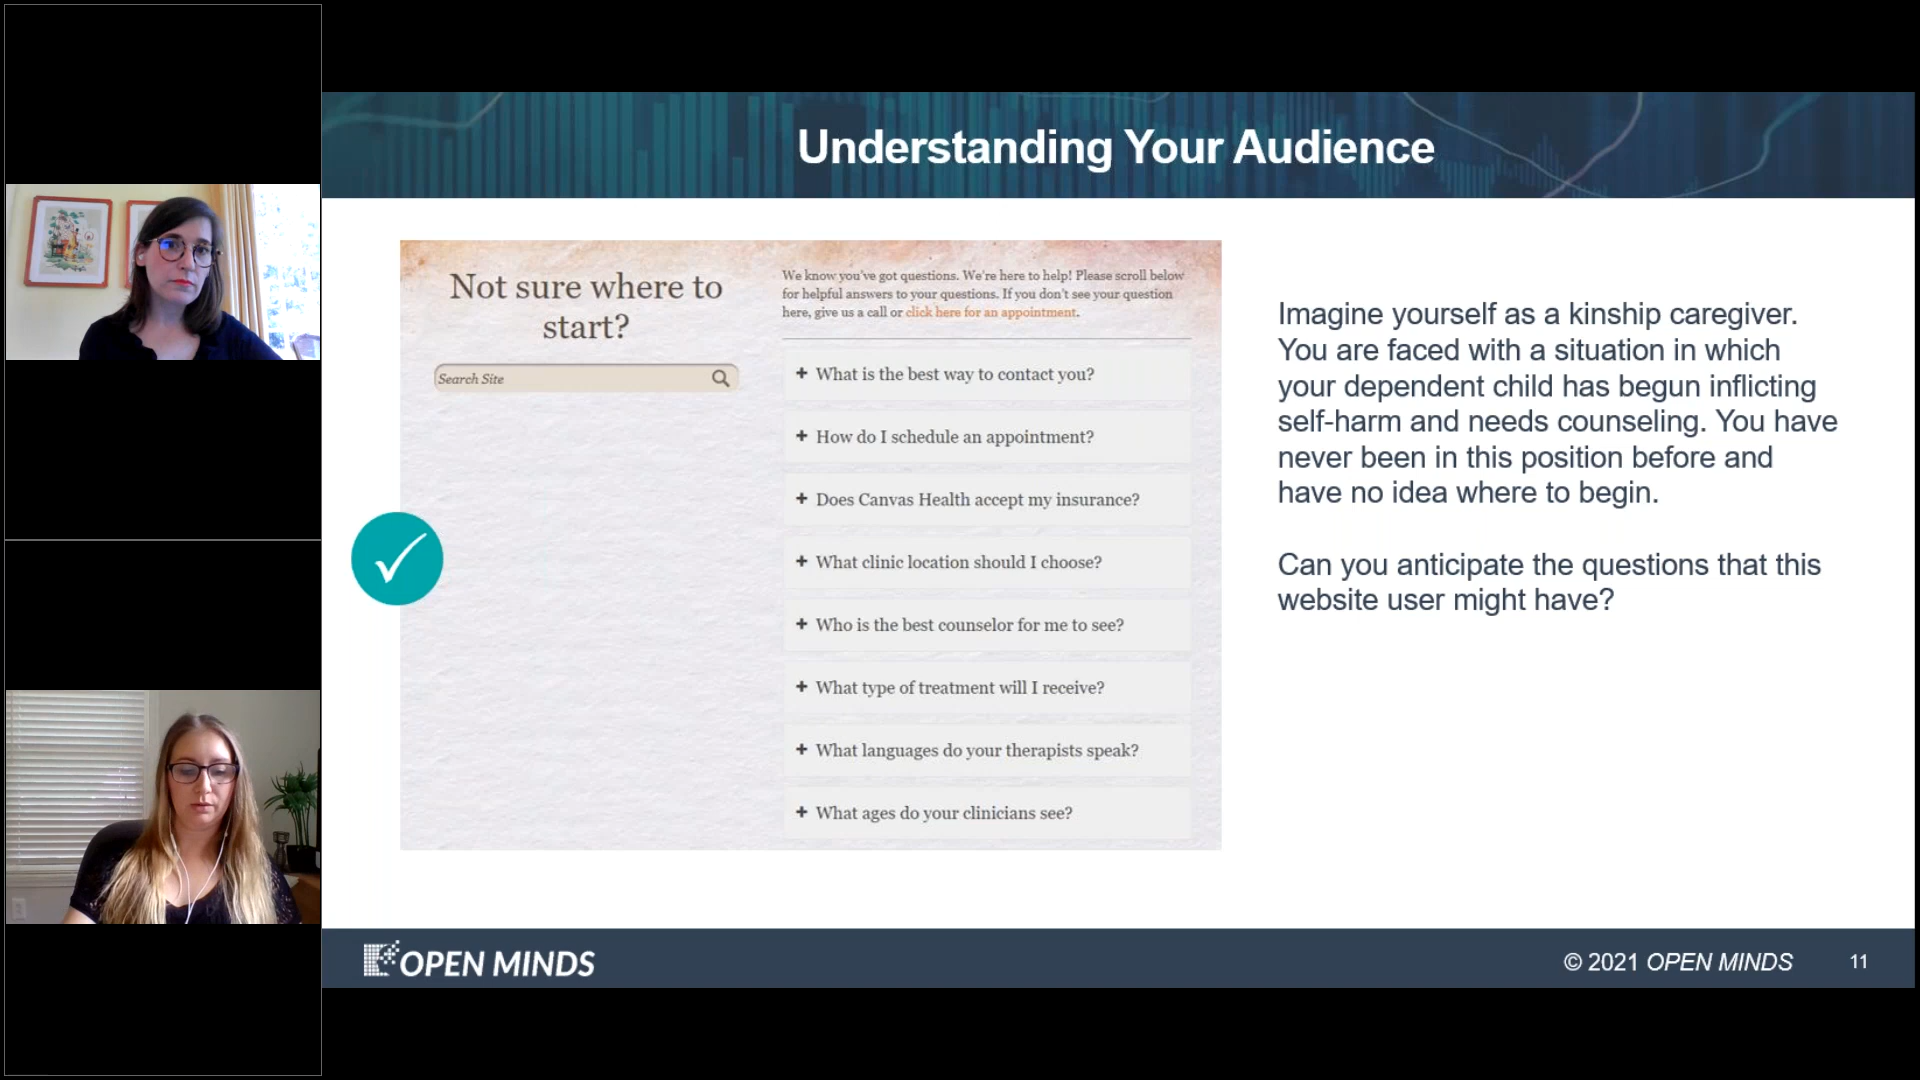 Understanding Your Audience
Not sure where to
start?
Search Site
We know you've got questions. We're here to help! Please scroll below
for helpful answers to your questions. If you don't see your question
here, give us a call or click here for an appointment.
+ What is the best way to contact you?
+ How do I schedule an appointment?
+ Does Canvas Health accept my insurance?
+ What clinic location should I choose?
+ Who is the best counselor for me to see?
+ What type of treatment will I receive?
+ What languages do your therapists speak?
+ What ages do your clinicians see?
Imagine yourself as a kinship caregiver.
You are faced with a situation in which
your dependent child has begun inflicting
self-harm and needs counseling. You have
never been in this position before and
have no idea where to begin.
Can you anticipate the questions that this
website user might have?
OPEN MINDS
© 2021 OPEN MINDS
11